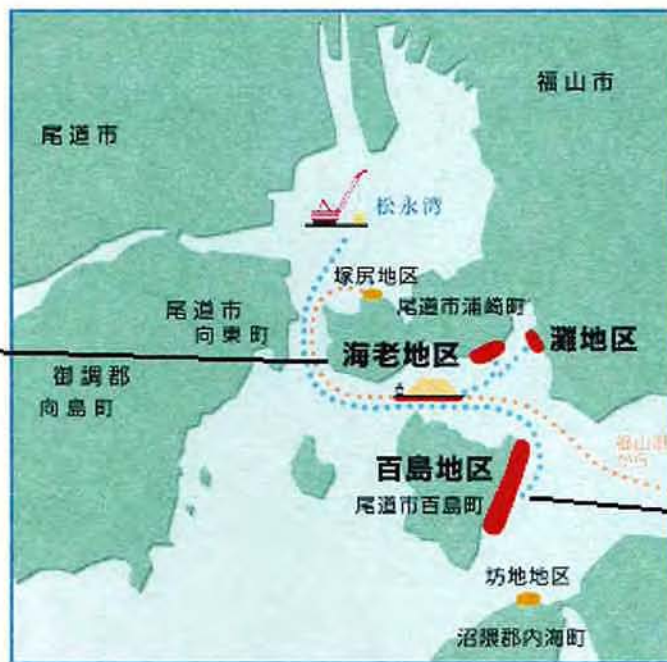 福山市
尾道市
松永湾
塚尻地区
尾道市浦崎町
尾道市
向東町
海老地区
灘地区
御調郡
向島町
百島地区
尾道市百島町
坊地地区
沼隈郡内海町